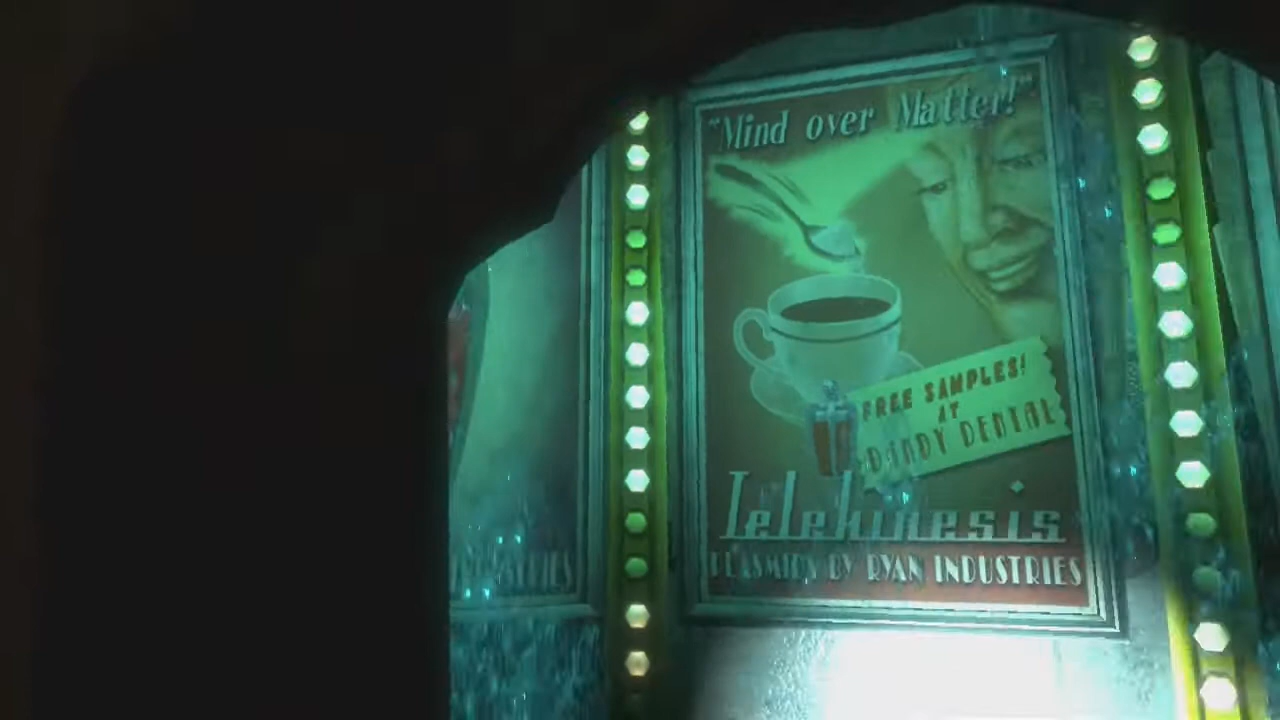 "Mind over Matter!"
FREE SAMPLES!
AT
DANDY DENTAL
Telekinesis
PLASMIDS BY RYAN INDUSTRIES